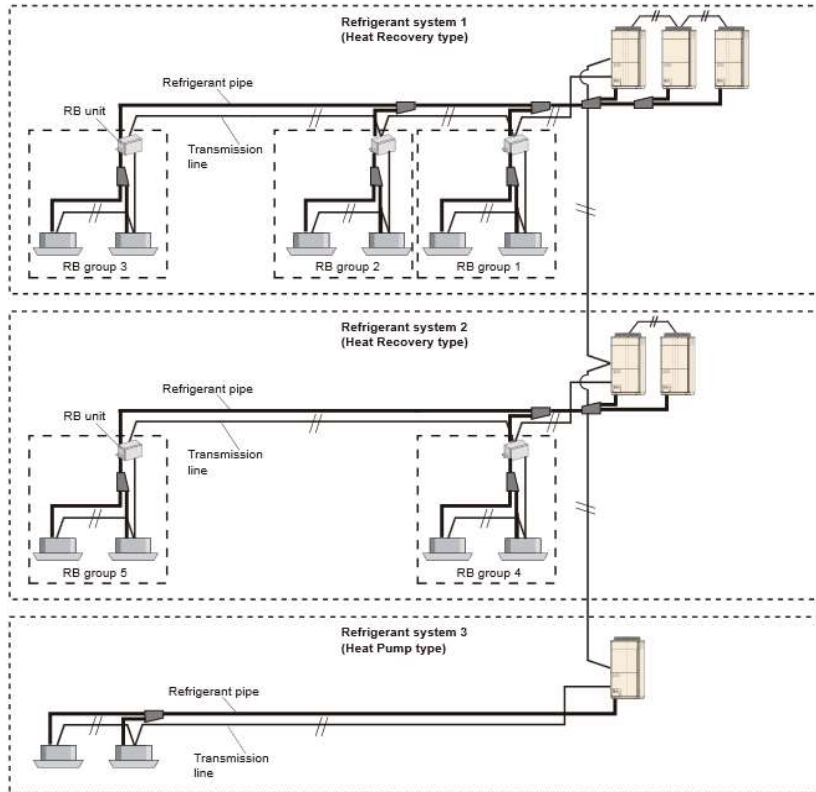 Refrigerant system 1
(Heat Recovery type)
Refrigerant pipe
RB unit
Transmission
line
RB group 3
RB group 2
RB group 1
Refrigerant system 2
(Heat Recovery type)
Refrigerant pipe
RB unit
Transmission
line
RB group 5
RB group 4
Refrigerant system 3
(Heat Pump type)
Refrigerant pipe
Transmission
line